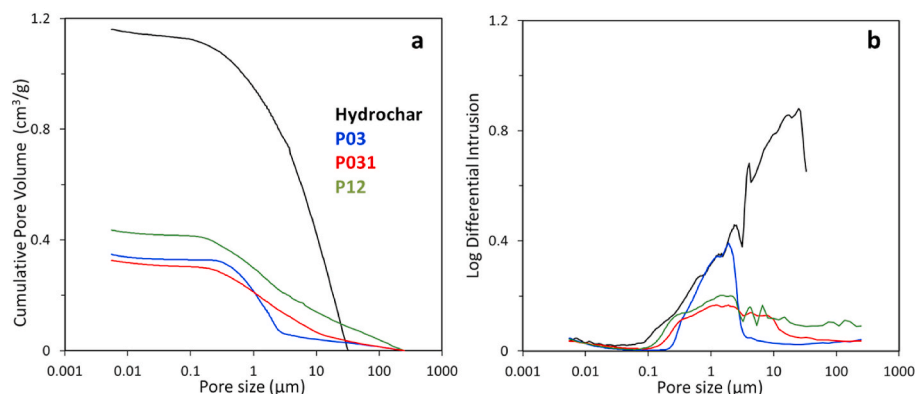 a
Cumulative Pore Volume (cm³/g)
1.2
0.8
0.4
0
0.001 0.01 0.1 1 10 100 1000
Pore size (µm)
Hydrochar
P03
P031
P12
b
Log Differential Intrusion
1.2
0.8
0.4
0
0.001 0.01 0.1 1 10 100 1000
Pore size (µm)